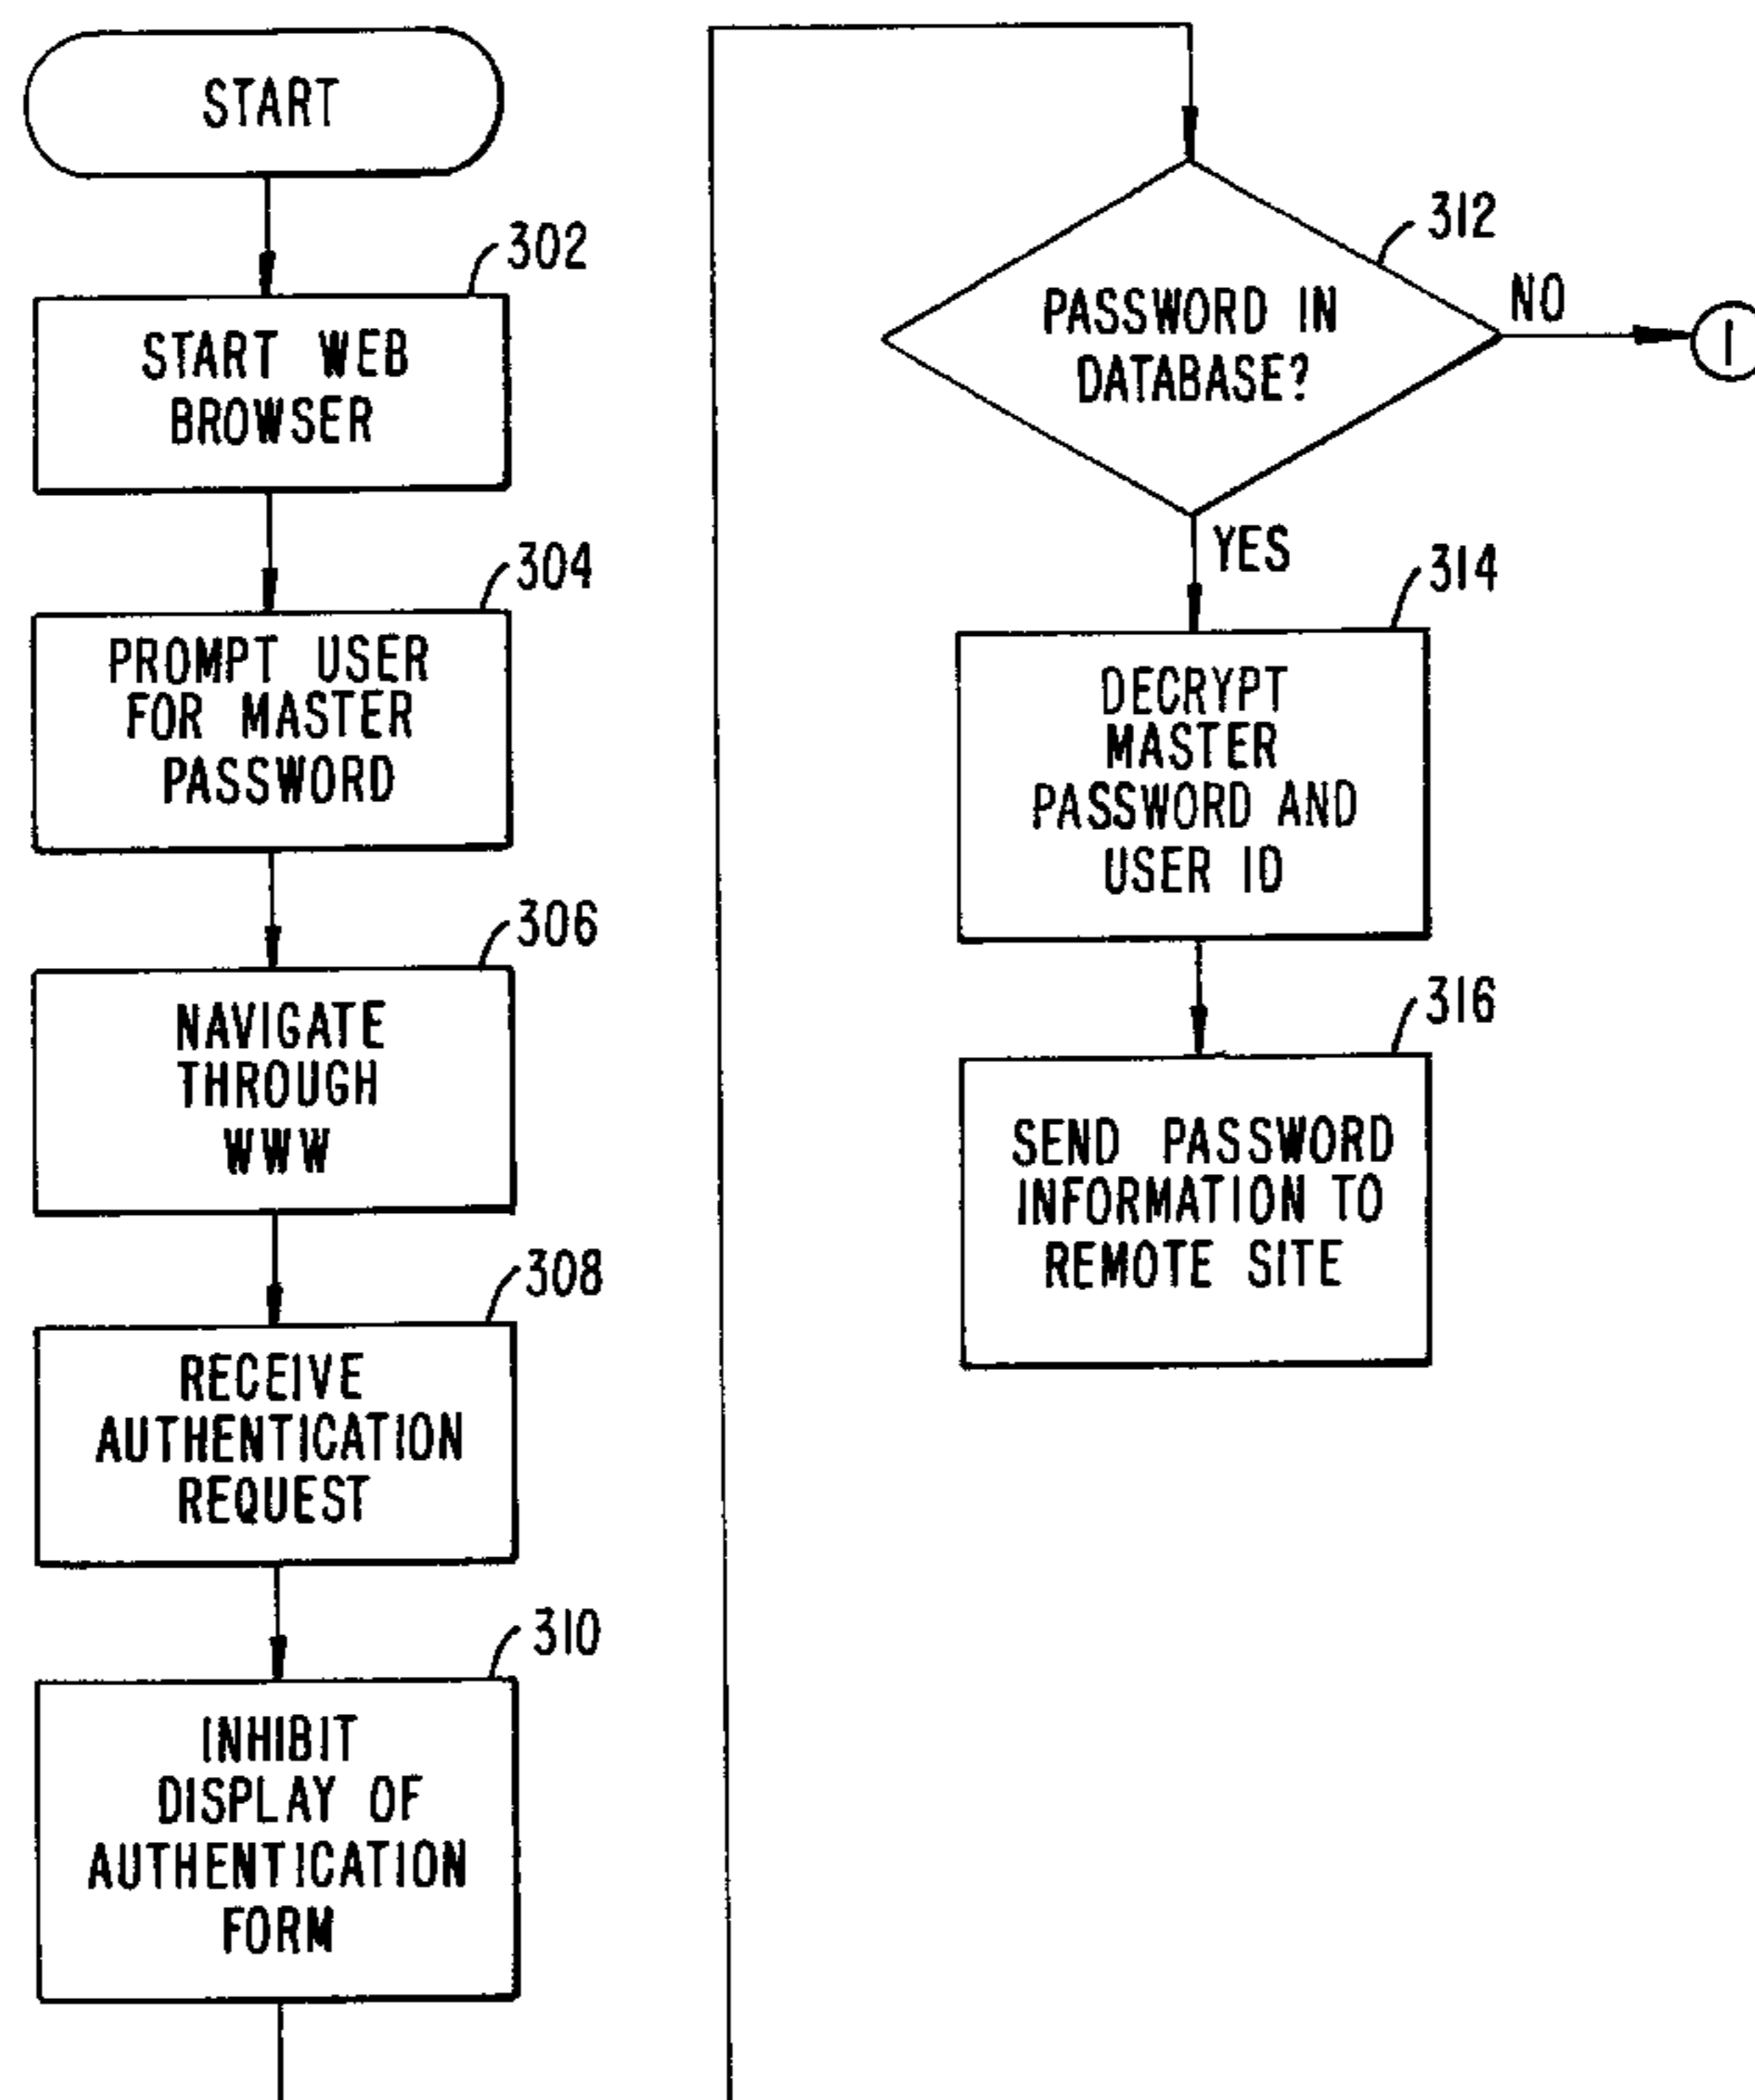 START
302
START WEB
BROWSER
304
PROMPT USER
FOR MASTER
PASSWORD
306
NAVIGATE
THROUGH
WWW
308
RECEIVE
AUTHENTICATION
REQUEST
310
INHIBIT
DISPLAY OF
AUTHENTICATION
FORM
312
PASSWORD IN
DATABASE?
NO
1
YES
314
DECRYPT
MASTER
PASSWORD AND
USER ID
316
SEND PASSWORD
INFORMATION TO
REMOTE SITE